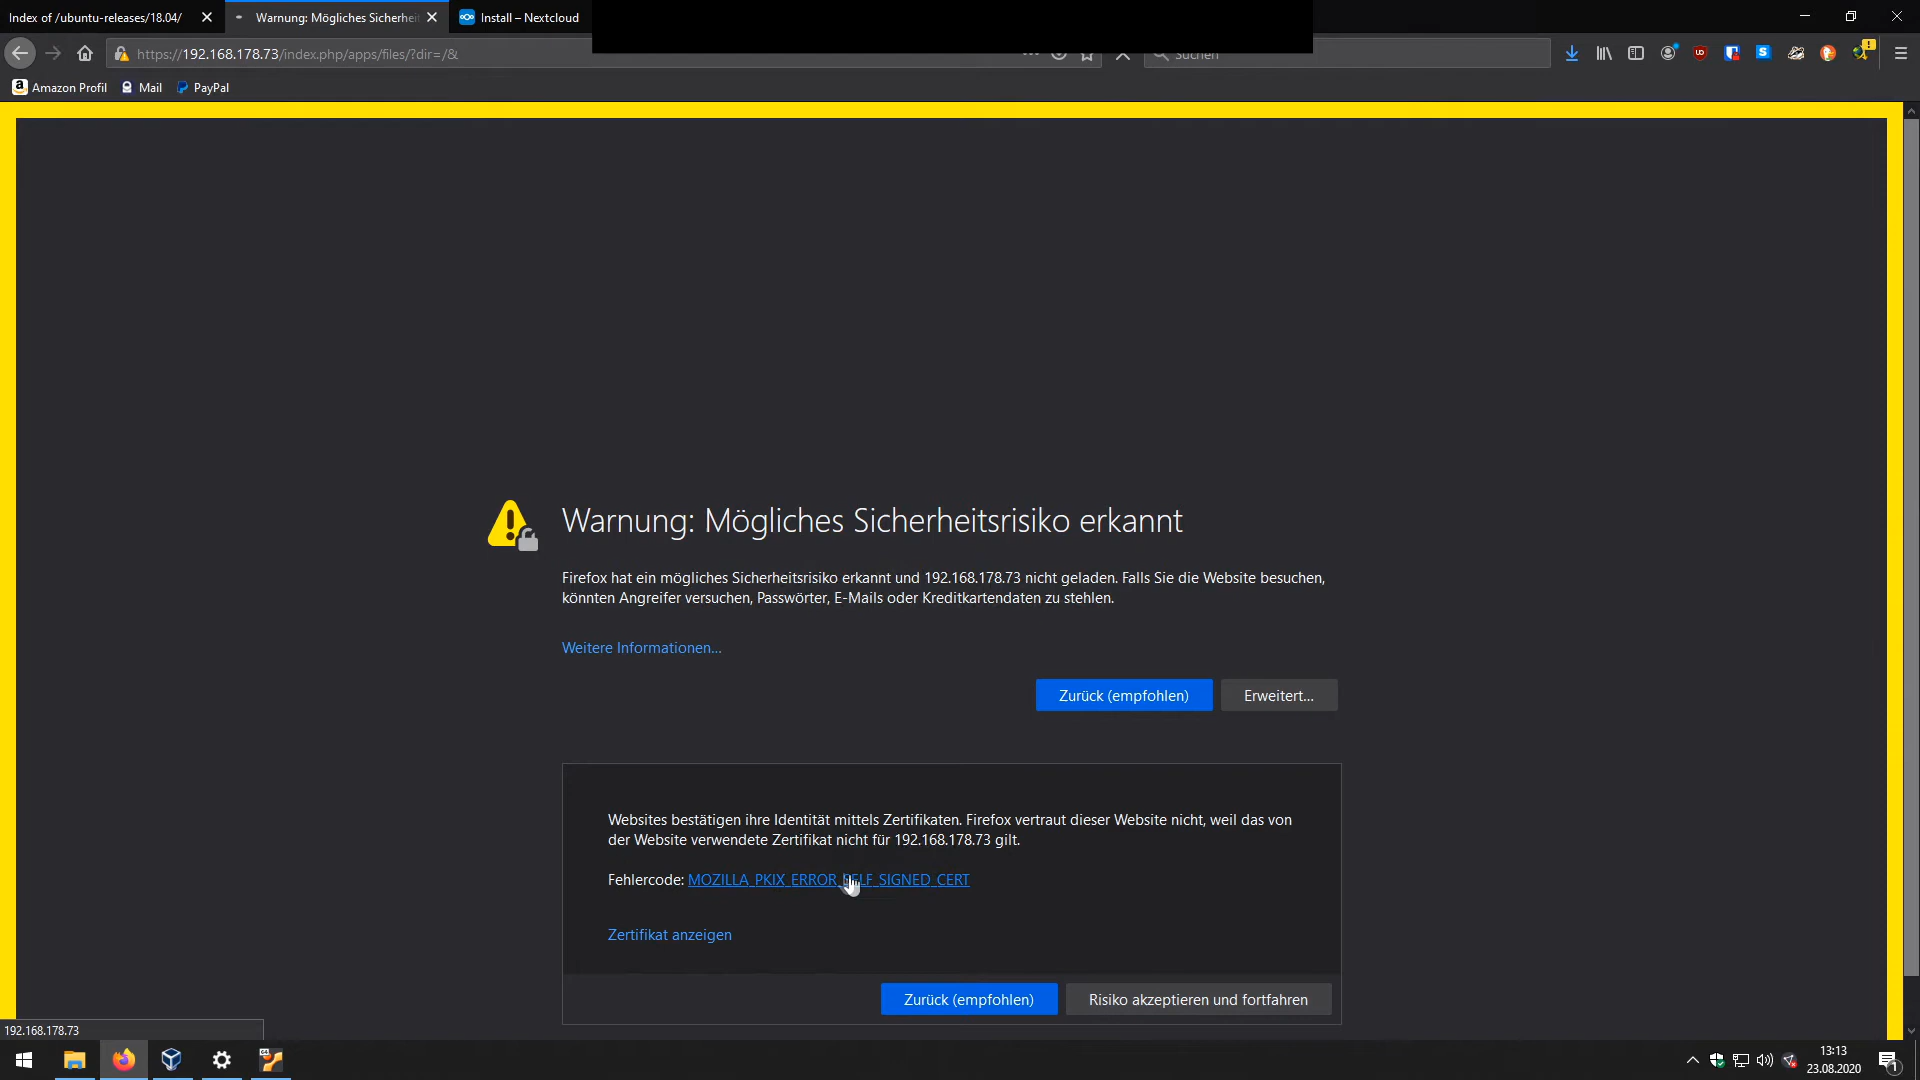 Index of /ubuntu-releases/18.04/
Warnung: Mögliches Sicherheit
Install – Nextcloud
https://192.168.178.73/index.php/apps/files/?dir=/&
Suchen
Amazon Profil
Mail
PayPal
Warnung: Mögliches Sicherheitsrisiko erkannt
Firefox hat ein mögliches Sicherheitsrisiko erkannt und 192.168.178.73 nicht geladen. Falls Sie die Website besuchen,
könnten Angreifer versuchen, Passwörter, E-Mails oder Kreditkartendaten zu stehlen.
Weitere Informationen...
Zurück (empfohlen)
Erweitert...
Websites bestätigen ihre Identität mittels Zertifikaten. Firefox vertraut dieser Website nicht, weil das von
der Website verwendete Zertifikat nicht für 192.168.178.73 gilt.
Fehlercode: MOZILLA_PKIX_ERROR_SELF_SIGNED_CERT
Zertifikat anzeigen
Zurück (empfohlen)
Risiko akzeptieren und fortfahren
192.168.178.73
13:13
23.08.2020
1